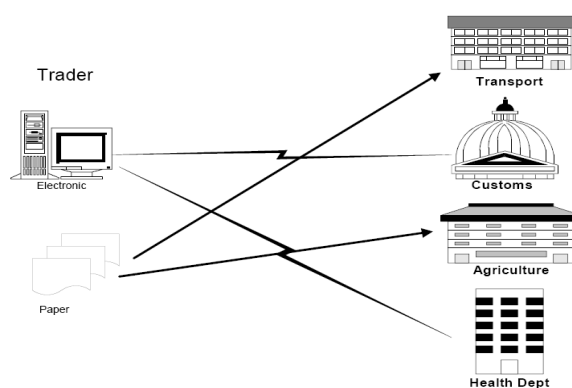 Trader
Electronic
Paper
Transport
Customs
Agriculture
Health Dept